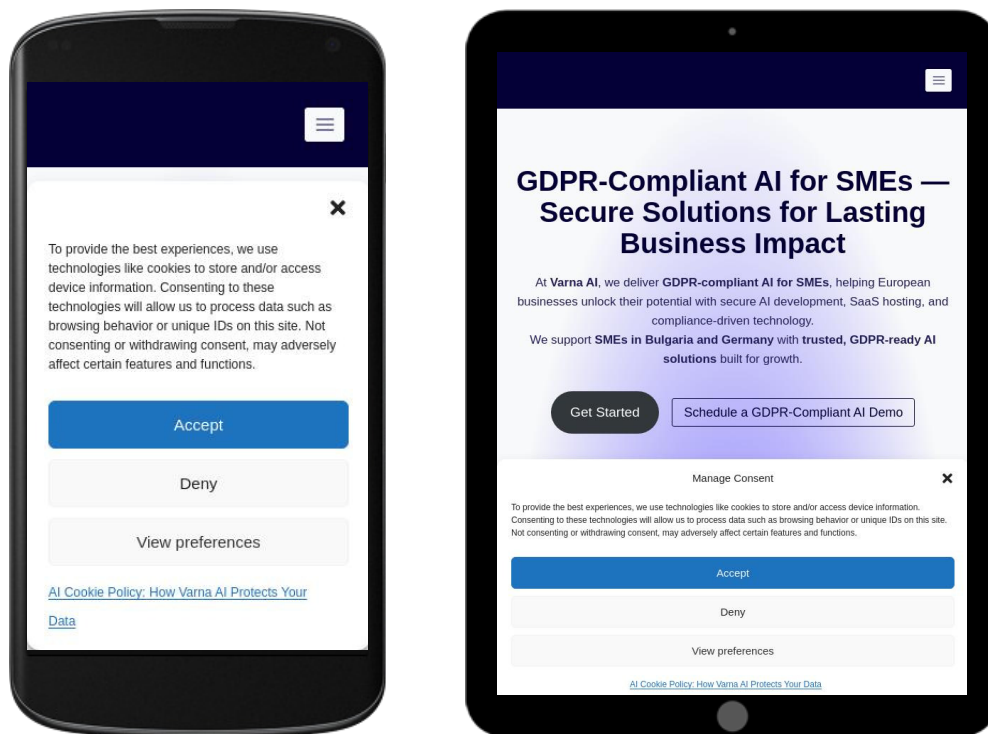 To provide the best experiences, we use
technologies like cookies to store and/or access
device information. Consenting to these
technologies will allow us to process data such as
browsing behavior or unique IDs on this site. Not
consenting or withdrawing consent, may adversely
affect certain features and functions.
Accept
Deny
View preferences
AI Cookie Policy: How Varna AI Protects Your
Data
GDPR-Compliant AI for SMEs —
Secure Solutions for Lasting
Business Impact
At Varna AI, we deliver GDPR-compliant AI for SMEs, helping European
businesses unlock their potential with secure AI development, SaaS hosting, and
compliance-driven technology.
We support SMEs in Bulgaria and Germany with trusted, GDPR-ready AI
solutions built for growth.
Get Started
Schedule a GDPR-Compliant AI Demo
Manage Consent
To provide the best experiences, we use technologies like cookies to store and/or access device information.
Consenting to these technologies will allow us to process data such as browsing behavior or unique IDs on this site.
Not consenting or withdrawing consent, may adversely affect certain features and functions.
Accept
Deny
View preferences
AI Cookie Policy: How Varna AI Protects Your Data